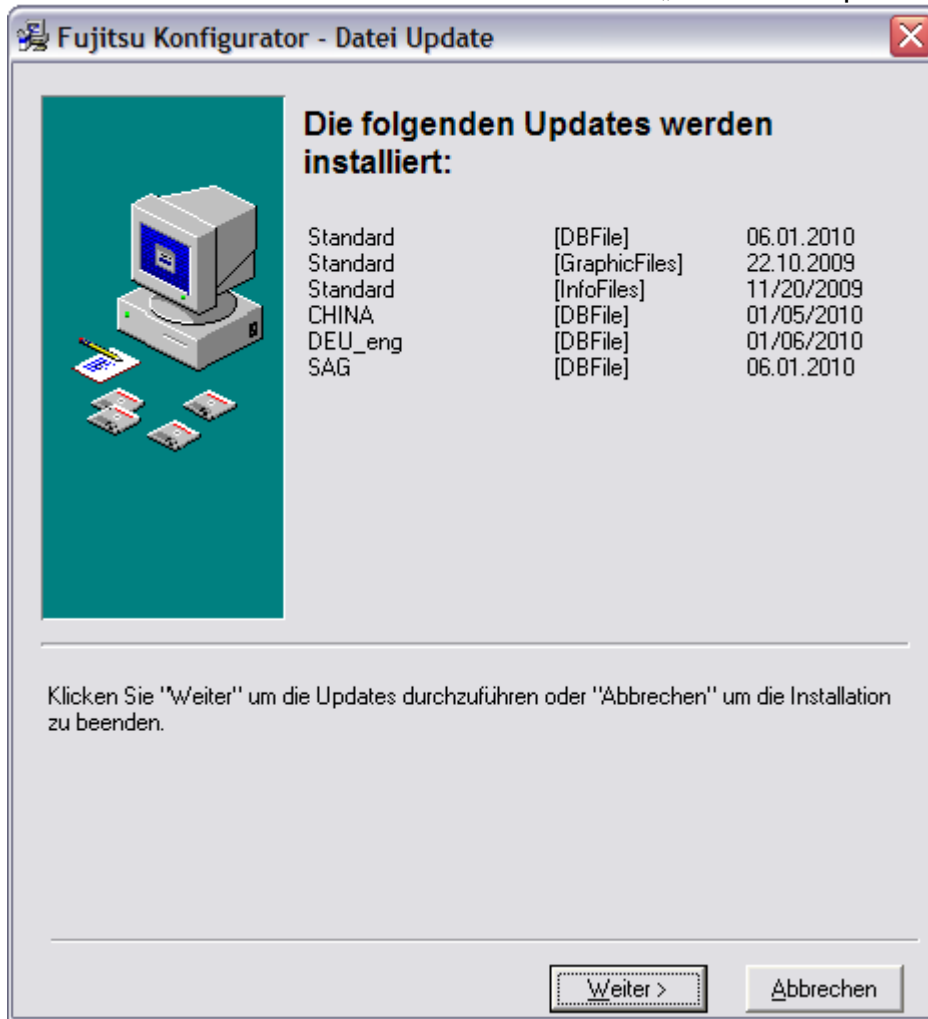 Fujitsu Konfigurator - Datei Update
Die folgenden Updates werden
installiert:
Standard [DBFile] 06.01.2010
Standard [GraphicFiles] 22.10.2009
Standard [InfoFiles] 11/20/2009
CHINA [DBFile] 01/05/2010
DEU_eng [DBFile] 01/06/2010
SAG [DBFile] 06.01.2010
Klicken Sie "Weiter" um die Updates durchzuführen oder "Abbrechen" um die Installation
zu beenden.
Weiter > Abbrechen